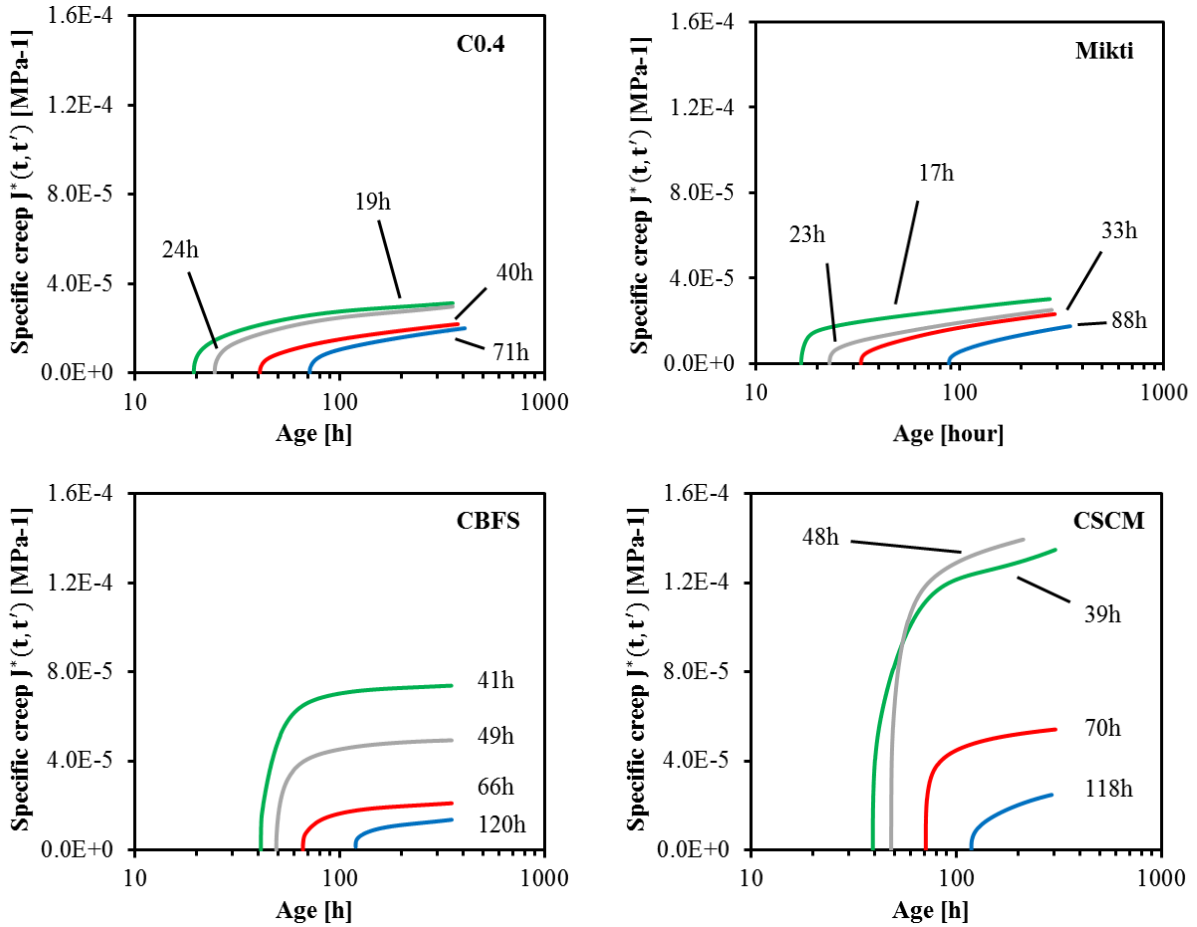 C0.4
Specific creep J*(t,t′) [MPa-1]
1.6E-4
1.2E-4
8.0E-5
4.0E-5
0.0E+0
19h
24h
40h
71h
10
100
1000
Age [h]
Mikti
Specific creep J*(t,t′) [MPa-1]
1.6E-4
1.2E-4
8.0E-5
4.0E-5
0.0E+0
17h
23h
33h
88h
10
100
1000
Age [hour]
CBFS
Specific creep J*(t,t′) [MPa-1]
1.6E-4
1.2E-4
8.0E-5
4.0E-5
0.0E+0
41h
49h
66h
120h
10
100
1000
Age [h]
CSCM
Specific creep J*(t,t′) [MPa-1]
1.6E-4
1.2E-4
8.0E-5
4.0E-5
0.0E+0
48h
39h
70h
118h
10
100
1000
Age [h]